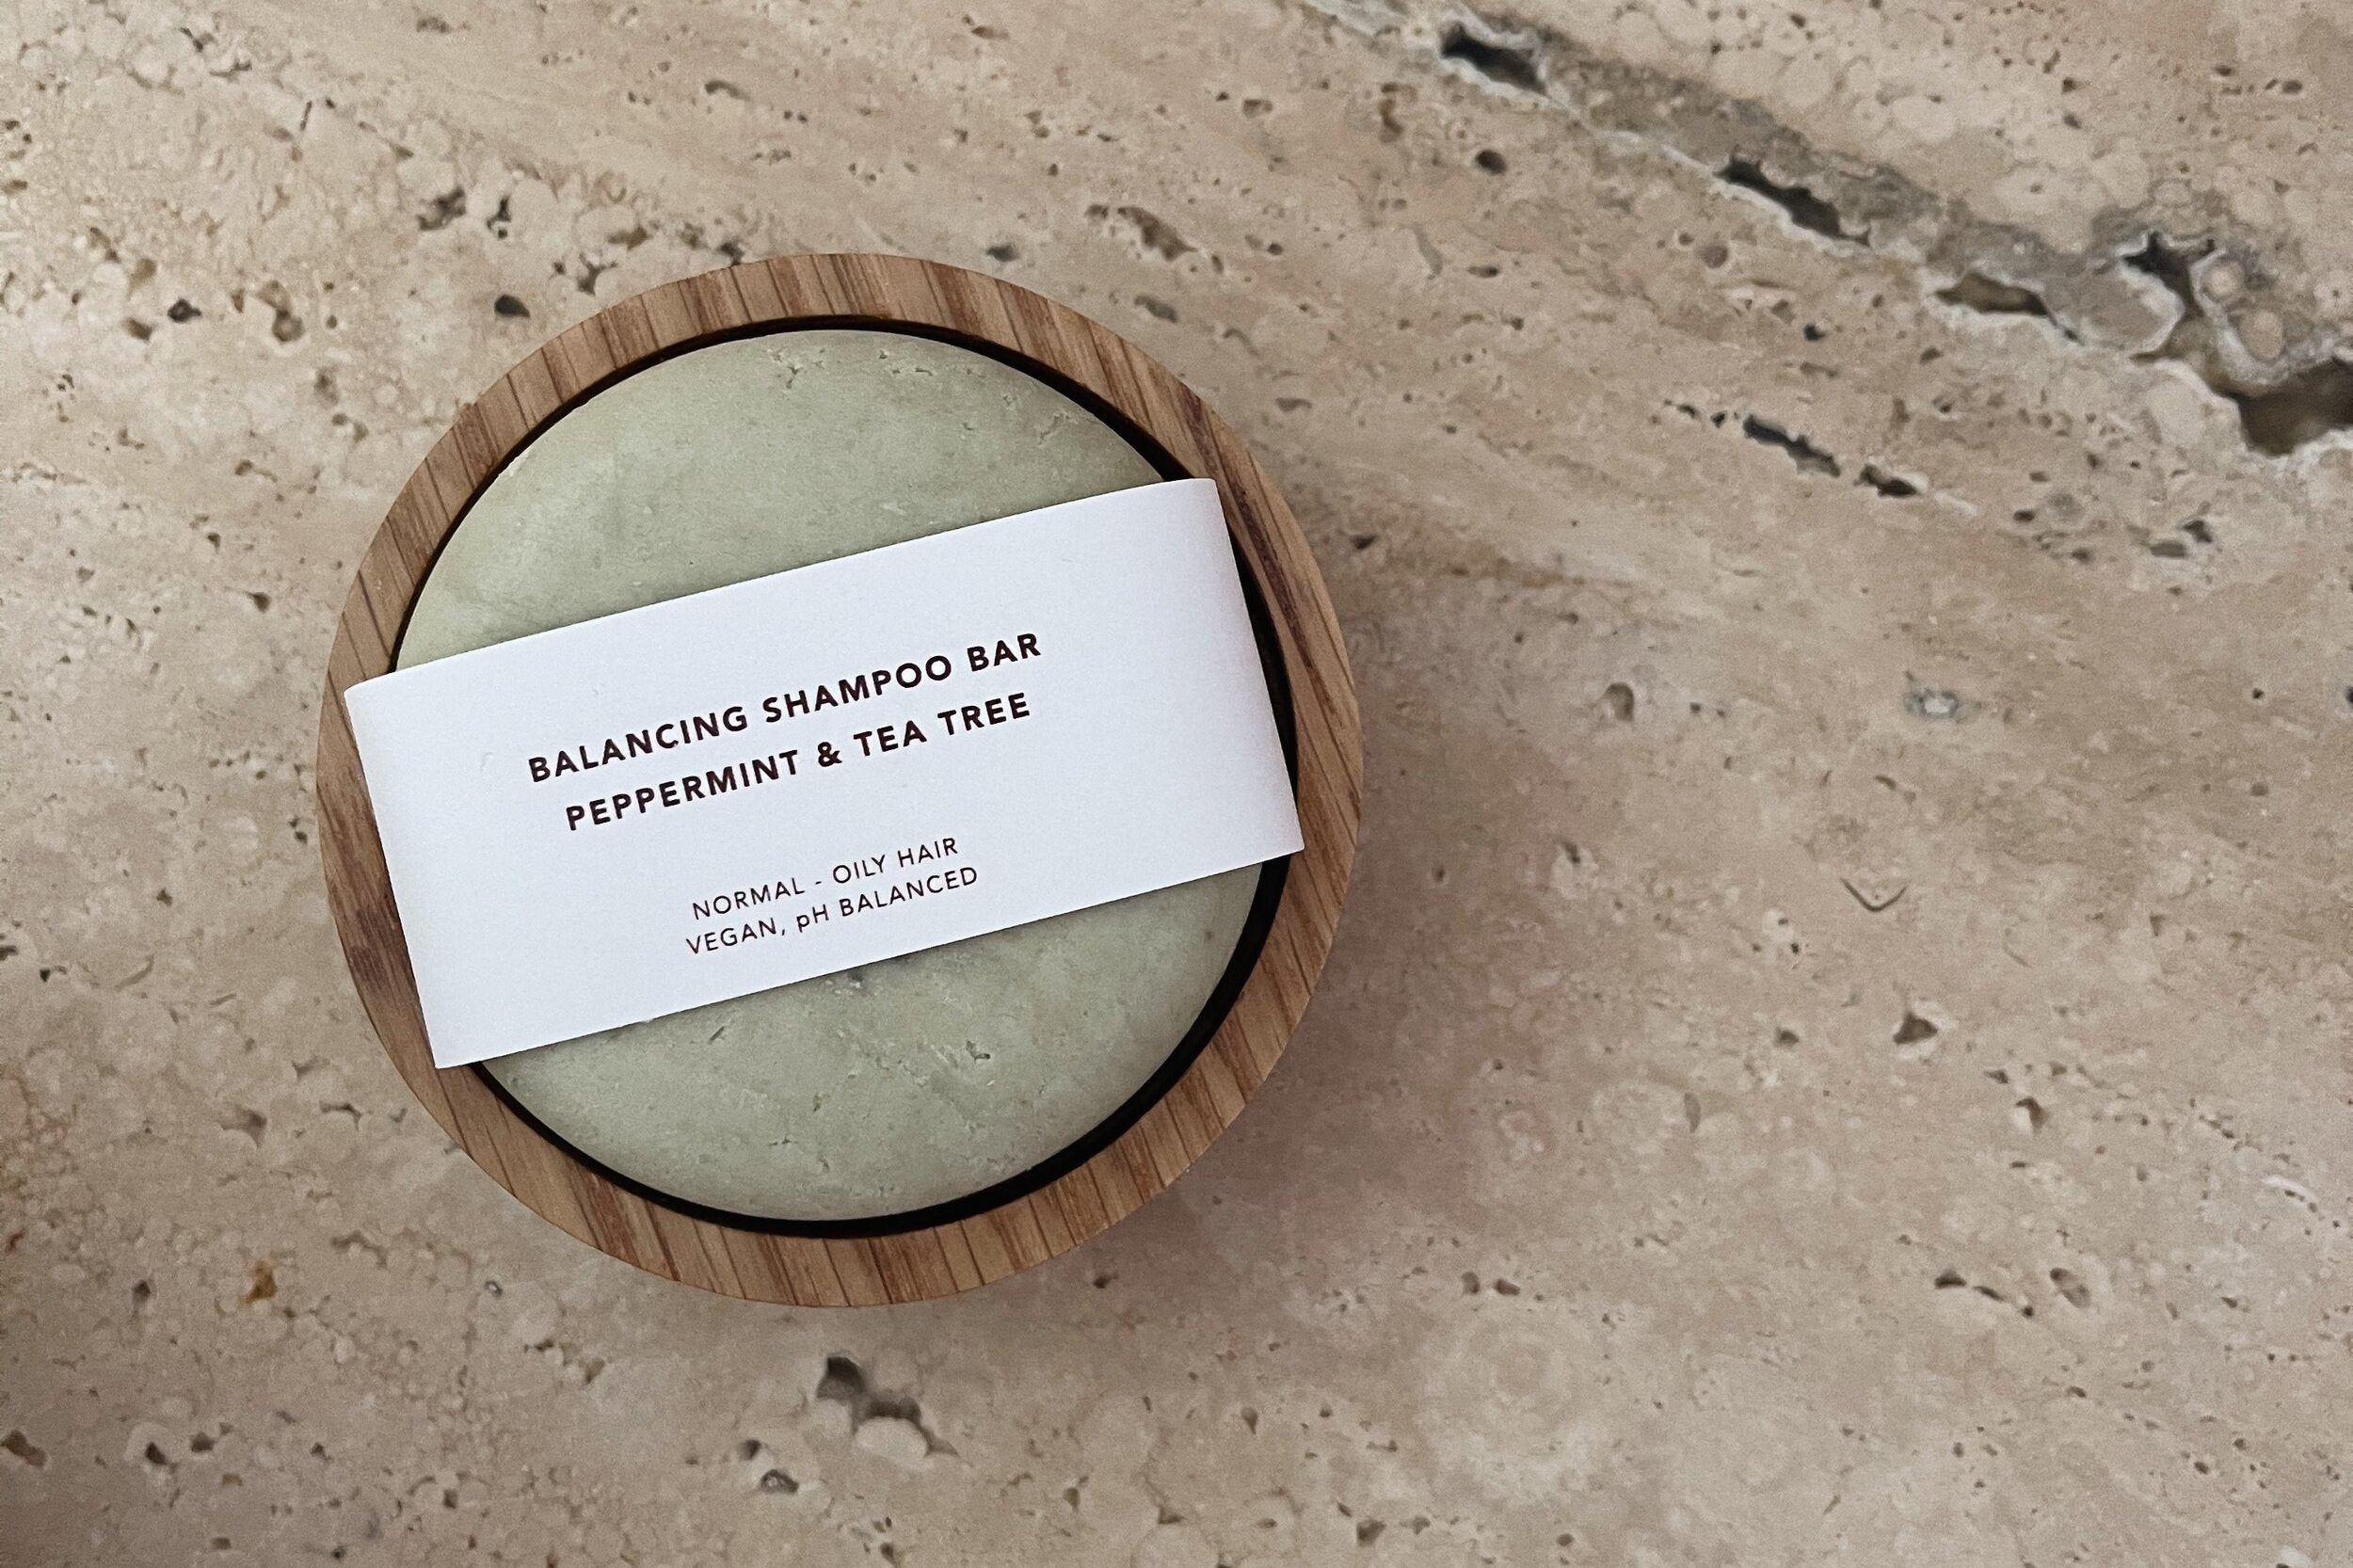 BALANCING SHAMPOO BAR
PEPPERMINT & TEA TREE
NORMAL - OILY HAIR
VEGAN, pH BALANCED